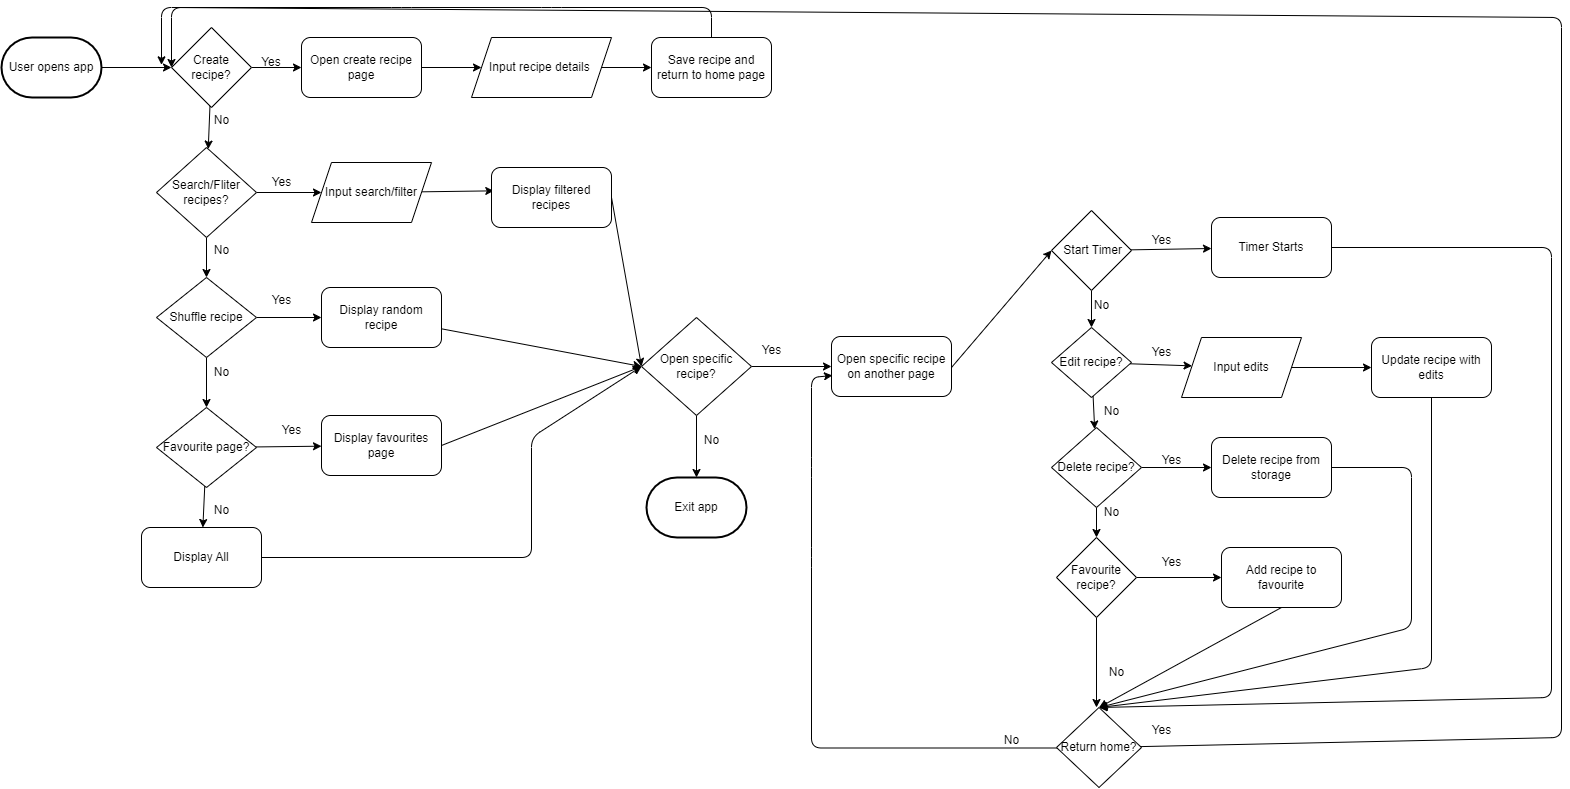 User opens app
Create
recipe?
Yes
Open create recipe
page
Input recipe details
Save recipe and
return to home page
No
Search/Fliter
recipes?
Yes
Input search/filter
Display filtered
recipes
No
Shuffle recipe
Yes
Display random
recipe
No
Favourite page?
Yes
Display favourites
page
No
Display All
Open specific
recipe?
Yes
No
Exit app
Open specific recipe
on another page
Start Timer
Yes
Timer Starts
No
Edit recipe?
Yes
Input edits
Update recipe with
edits
No
Delete recipe?
Yes
Delete recipe from
storage
No
Favourite
recipe?
Yes
Add recipe to
favourite
No
Return home?
Yes
No